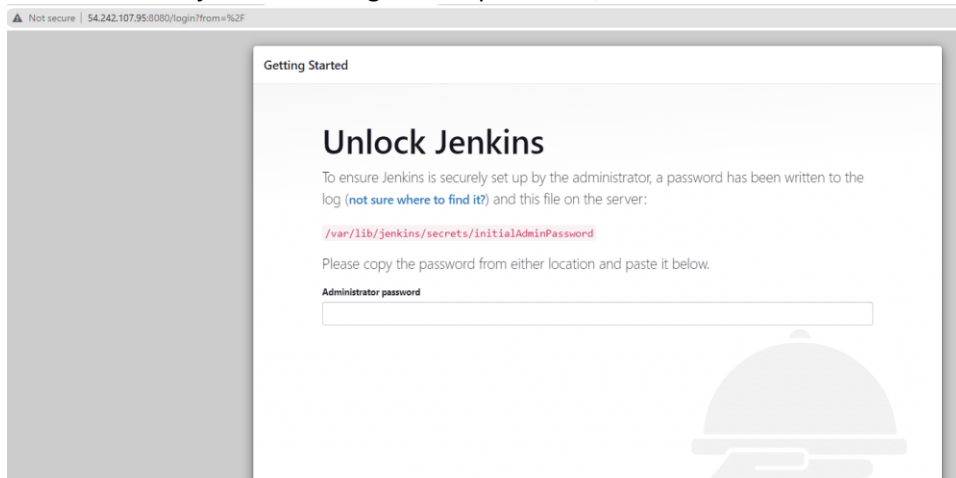 Not secure | 54.242.107.95:8080/login?from=%2F
Getting Started
Unlock Jenkins
To ensure Jenkins is securely set up by the administrator, a password has been written to the
log (not sure where to find it?) and this file on the server:
/var/lib/jenkins/secrets/initialAdminPassword
Please copy the password from either location and paste it below.
Administrator password